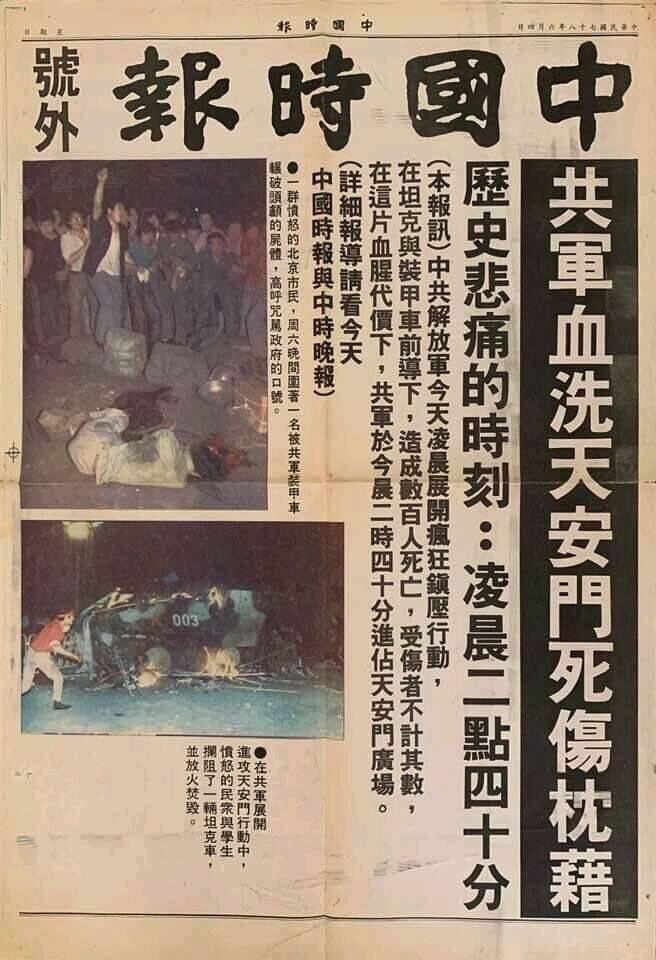 中華民國七十八年六月四日
中國時報
星期日
中國時報
號外
共軍血洗天安門死傷枕藉
歷史悲痛的時刻：凌晨二點四十分
（本報訊）中共解放軍今天凌晨展開瘋狂鎮壓行動，
在坦克與裝甲車前導下，造成數百人死亡，受傷者不計其數，
在這片血腥代價下，共軍於今晨二時四十分進佔天安門廣場。
（詳細報導請看今天
中國時報與中時晚報）
●一群憤怒的北京市民，周六晚間圍著一名被共軍裝甲車
輾破頭顱的屍體，高呼咒罵政府的口號。
003
●在共軍展開
進攻天安門行動中，
憤怒的民衆與學生
攔阻了一輛坦克車，
並放火焚毀。